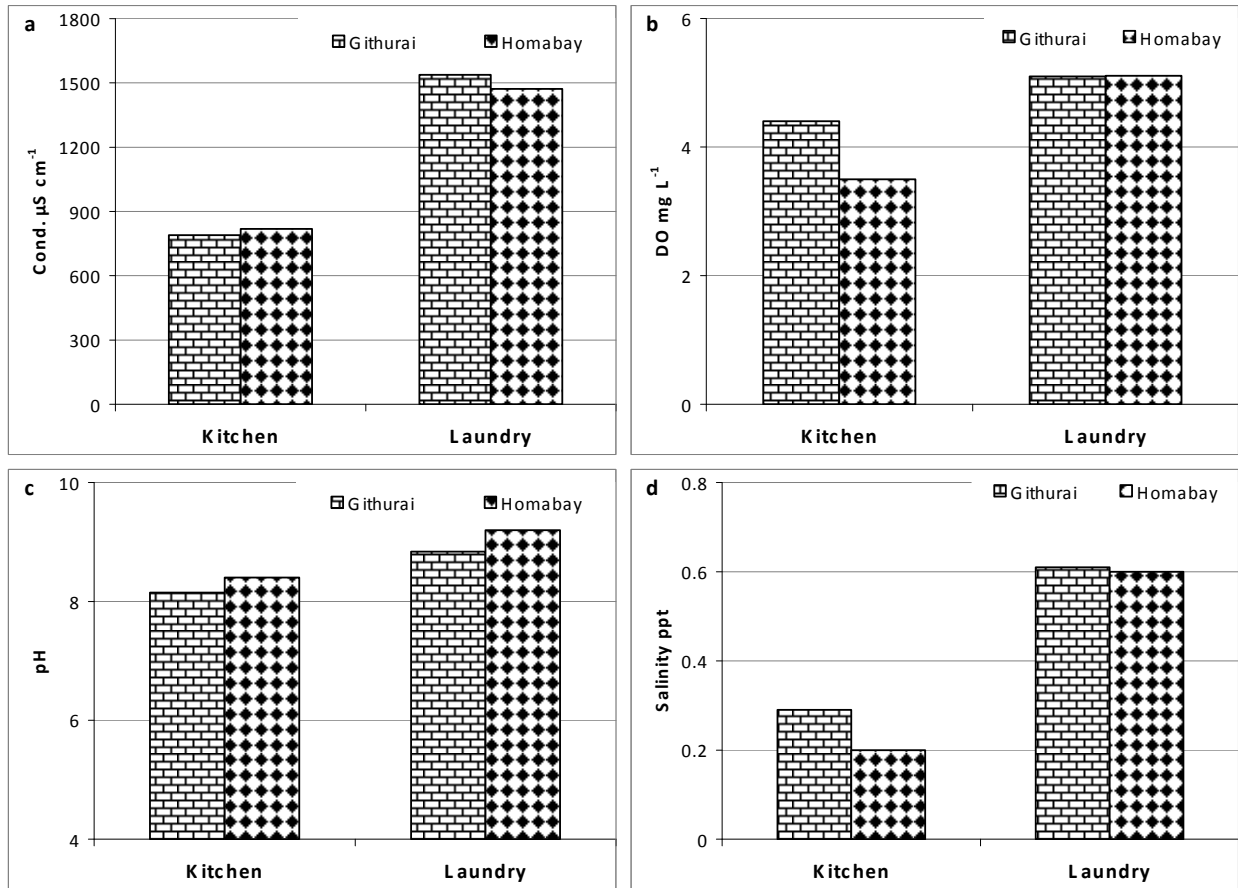 a
Githurai Homabay
Cond. µS cm-1
1800
1500
1200
900
600
300
0
Kitchen Laundry
b
Githurai Homabay
DO mg L-1
6
4
2
0
Kitchen Laundry
c
Githurai Homabay
pH
10
8
6
4
Kitchen Laundry
d
Githurai Homabay
Salinity ppt
0.8
0.6
0.4
0.2
0
Kitchen Laundry